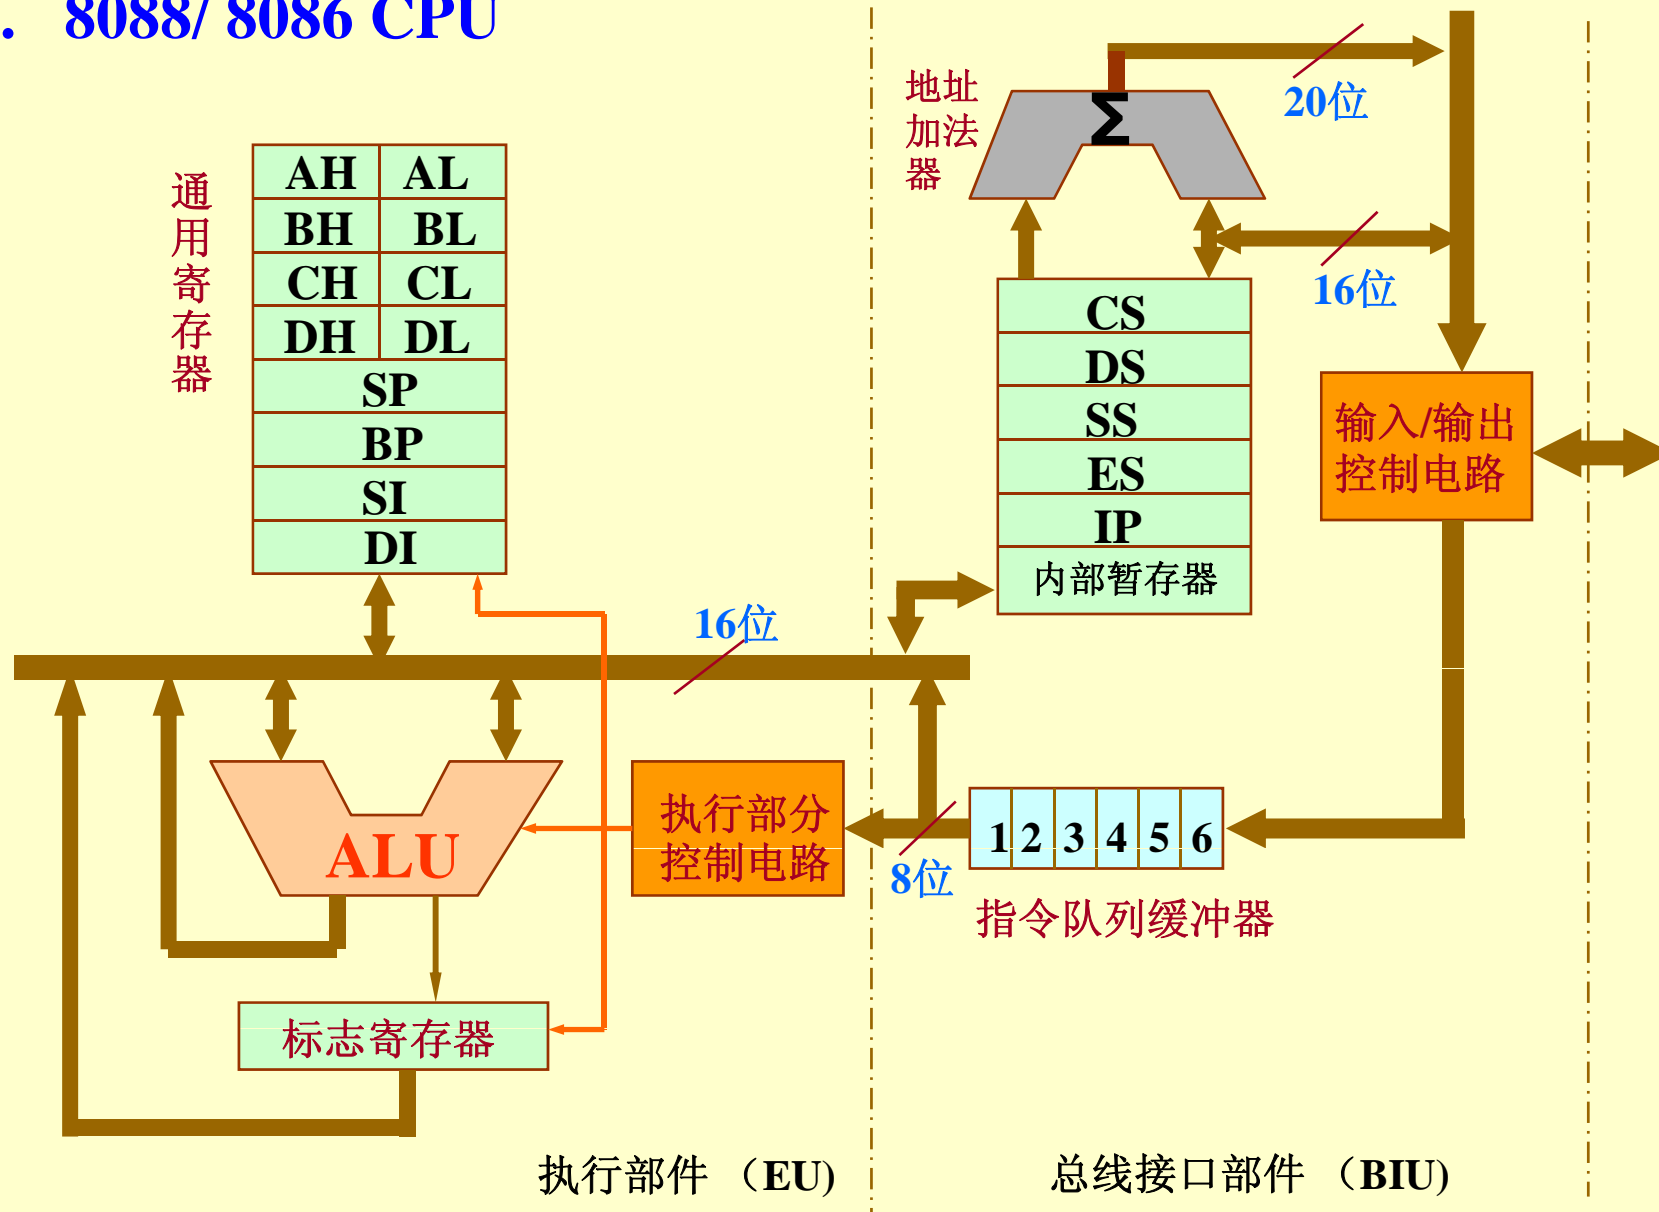 . 8088/ 8086 CPU
地址
加法
器
Σ
20位
16位
通
用
寄
存
器
AH AL
BH BL
CH CL
DH DL
SP
BP
SI
DI
CS
DS
SS
ES
IP
内部暂存器
输入/输出
控制电路
16位
ALU
执行部分
控制电路
8位
1 2 3 4 5 6
指令队列缓冲器
标志寄存器
执行部件 （EU)
总线接口部件 （BIU)